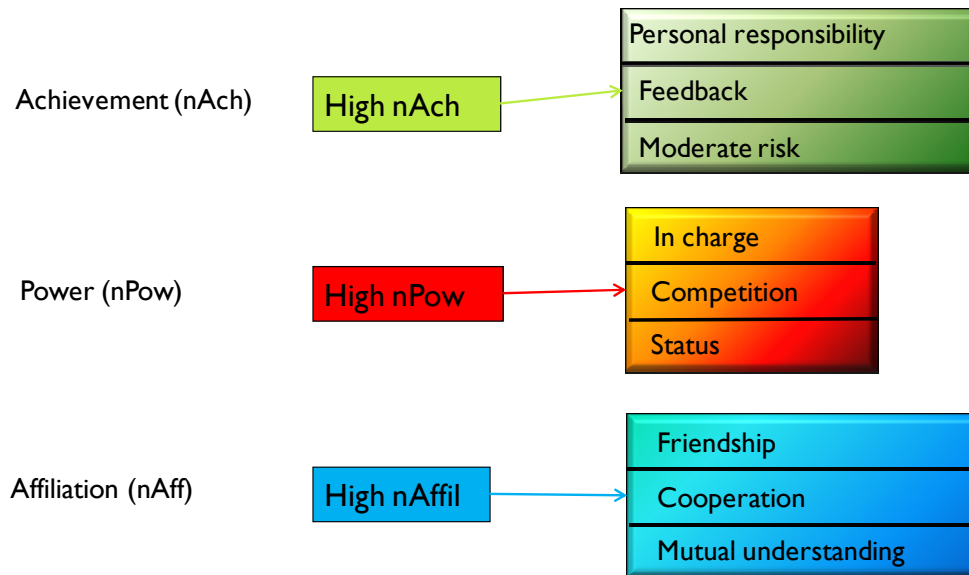 Achievement (nAch)
High nAch
Personal responsibility
Feedback
Moderate risk
Power (nPow)
High nPow
In charge
Competition
Status
Affiliation (nAff)
High nAffil
Friendship
Cooperation
Mutual understanding